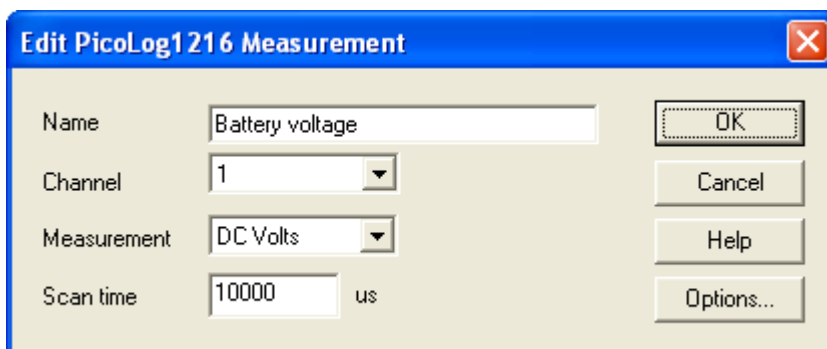 Edit PicoLog1216 Measurement
Name Battery voltage OK
Channel 1 Cancel
Measurement DC Volts Help
Scan time 10000 us Options...